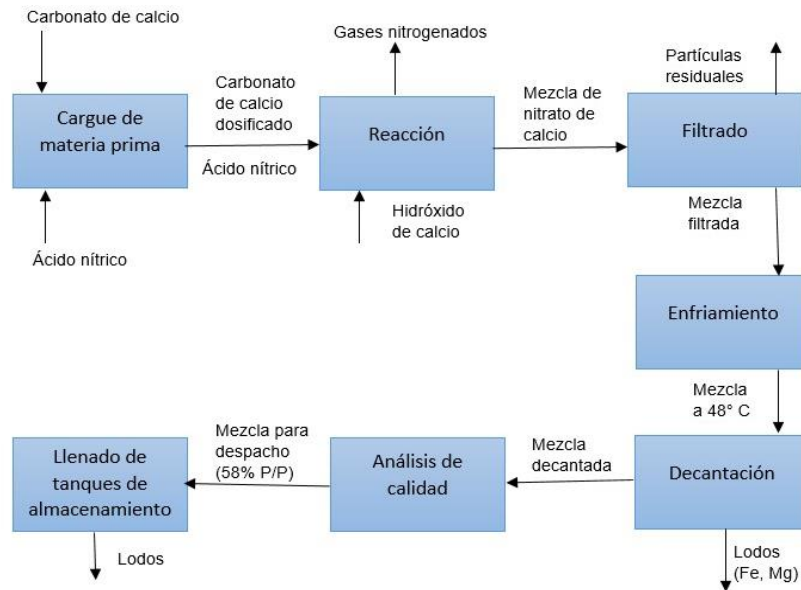 Carbonato de calcio
Gases nitrogenados
Partículas
residuales
Cargue de
materia prima
Carbonato
de calcio
dosificado
Ácido nítrico
Reacción
Mezcla de
nitrato de
calcio
Filtrado
Ácido nítrico
Hidróxido
de calcio
Mezcla
filtrada
Enfriamiento
Mezcla
a 48° C
Llenado de
tanques de
almacenamiento
Mezcla para
despacho
(58% P/P)
Análisis de
calidad
Mezcla
decantada
Decantación
Lodos
Lodos
(Fe, Mg)